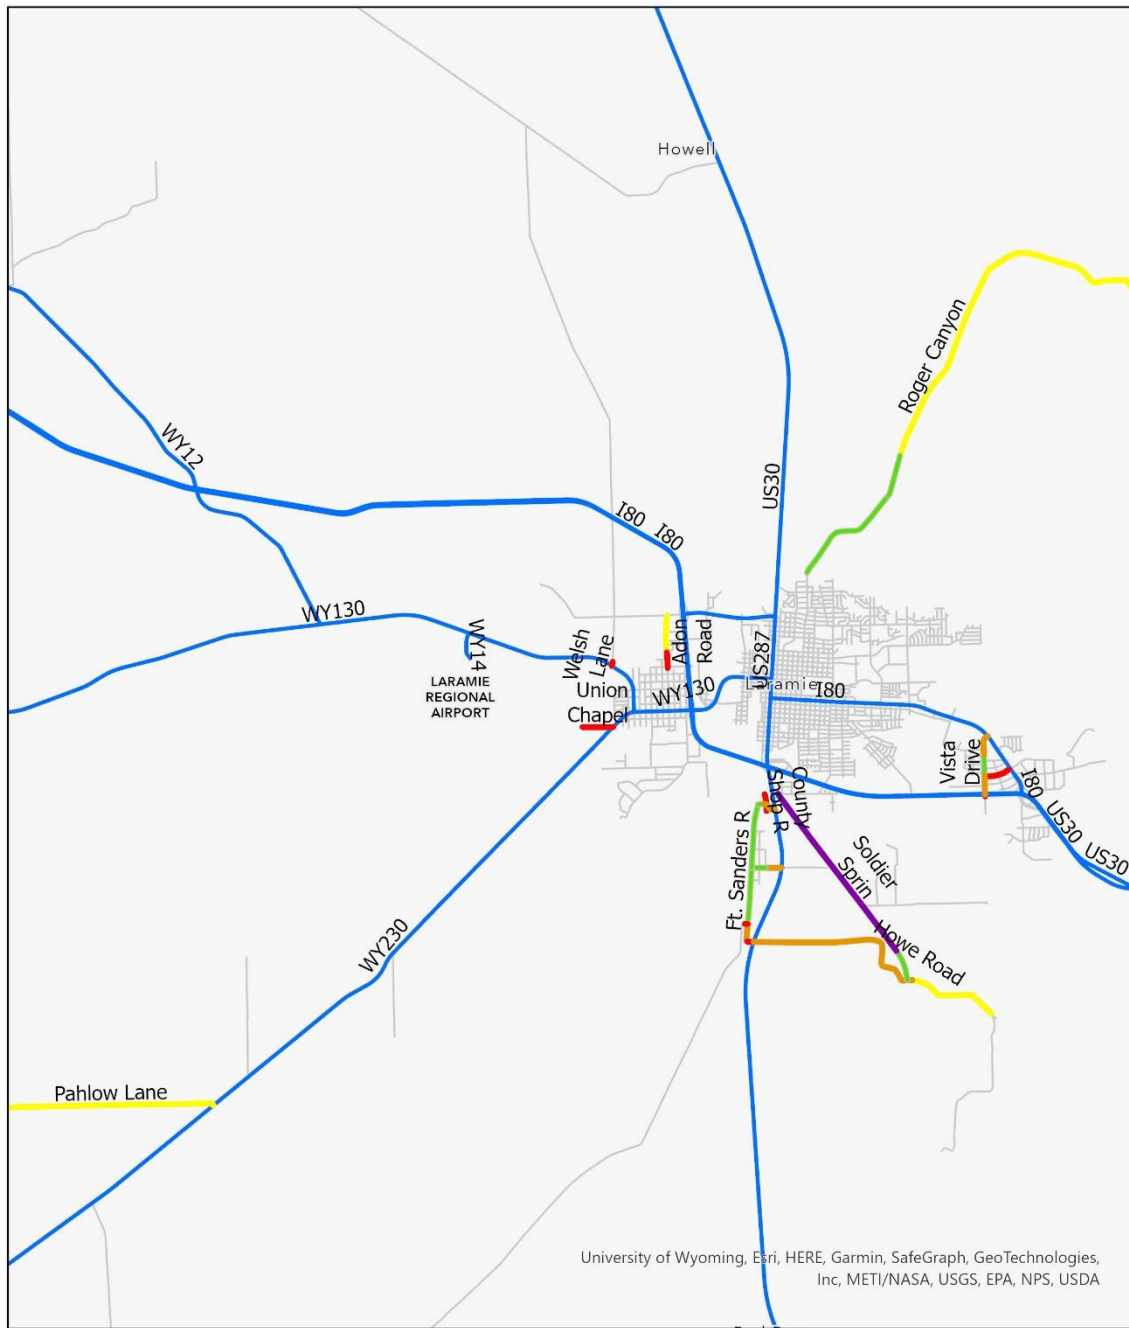 Howell
Roger Canyon
WY12
US30
I80 I80
WY130
WY14
Welsh
Lane
Adon
Road
US287
LARAMIE
REGIONAL
AIRPORT
Union
Chapel
WY130
Laramie
I80
Vista
Drive
I80
US30
US30
County
Shop R
Ft. Sanders R
Soldier
Sprin
Howe Road
WY230
Pahlow Lane
University of Wyoming, Esri, HERE, Garmin, SafeGraph, GeoTechnologies,
Inc, METI/NASA, USGS, EPA, NPS, USDA